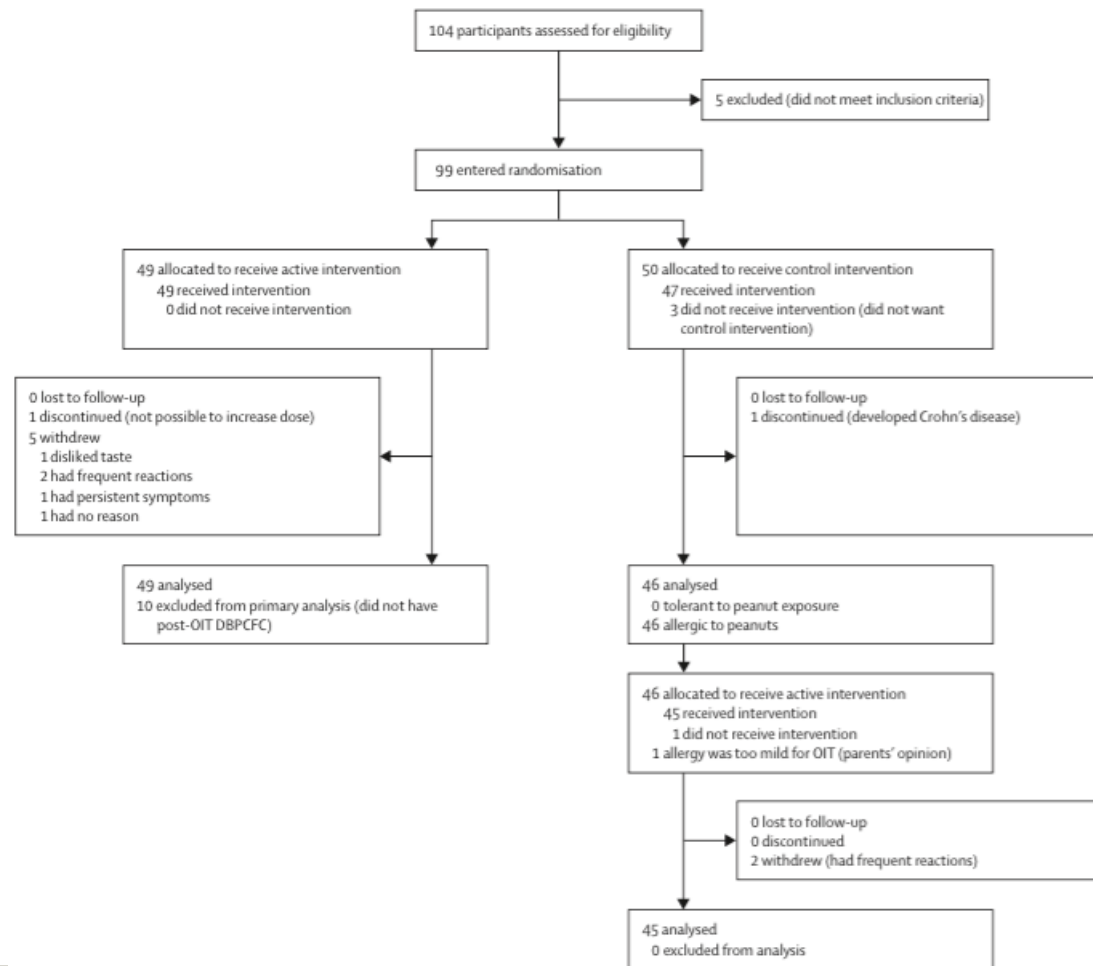 104 participants assessed for eligibility
5 excluded (did not meet inclusion criteria)
99 entered randomisation
49 allocated to receive active intervention
49 received intervention
0 did not receive intervention
50 allocated to receive control intervention
47 received intervention
3 did not receive intervention (did not want
control intervention)
0 lost to follow-up
1 discontinued (not possible to increase dose)
5 withdrew
1 disliked taste
2 had frequent reactions
1 had persistent symptoms
1 had no reason
0 lost to follow-up
1 discontinued (developed Crohn's disease)
49 analysed
10 excluded from primary analysis (did not have
post-OIT DBPCFC)
46 analysed
0 tolerant to peanut exposure
46 allergic to peanuts
46 allocated to receive active intervention
45 received intervention
1 did not receive intervention
1 allergy was too mild for OIT (parents' opinion)
0 lost to follow-up
0 discontinued
2 withdrew (had frequent reactions)
45 analysed
0 excluded from analysis